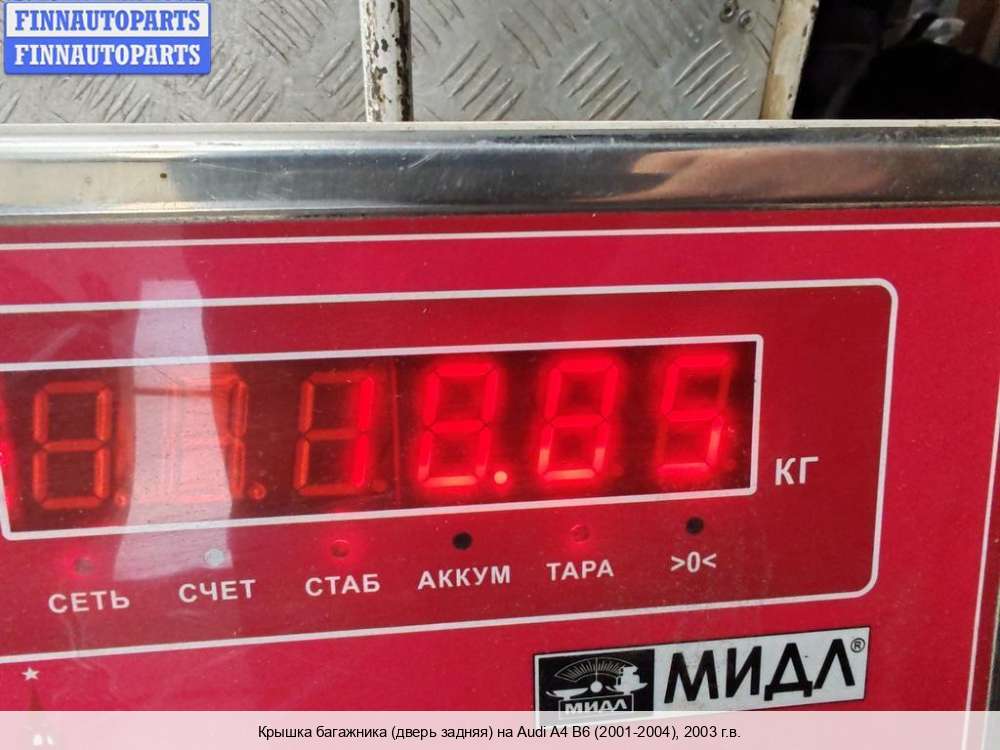 FINNAUTOPARTS
FINNAUTOPARTS
КГ
СЕТЬ СЧЕТ СТАБ АККУМ ТАРА >0<
МИДЛ МИДЛ®
Крышка багажника (дверь задняя) на Audi A4 B6 (2001-2004), 2003 г.в.